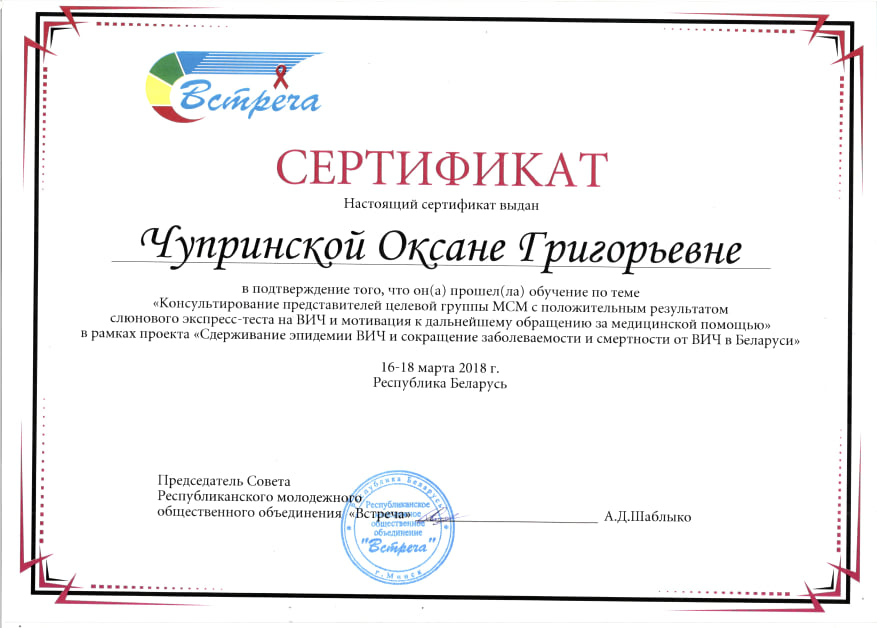 Встреча
СЕРТИФИКАТ
Настоящий сертификат выдан
Чупринской Оксане Григорьевне
в подтверждение того, что он(а) прошел(ла) обучение по теме
«Консультирование представителей целевой группы МСМ с положительным результатом
слюнового экспресс-теста на ВИЧ и мотивация к дальнейшему обращению за медицинской помощью»
в рамках проекта «Сдерживание эпидемии ВИЧ и сокращение заболеваемости и смертности от ВИЧ в Беларуси»
16-18 марта 2018 г.
Республика Беларусь
Председатель Совета
Республиканского молодежного
общественного объединения «Встреча»
А.Д.Шаблыко
Республика Беларусь
Республиканское
общественное
объединение
"Встреча"
г. Минск